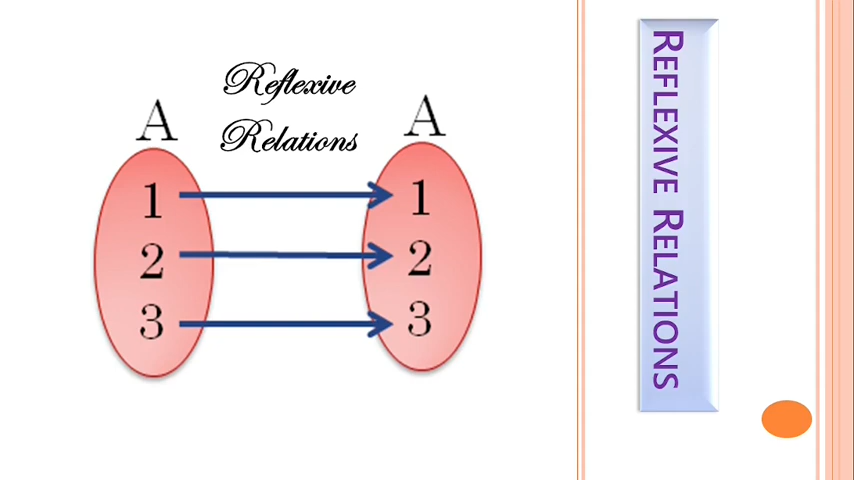 Reflexive
Relations
A
A
1
1
2
2
3
3
REFLEXIVE RELATIONS